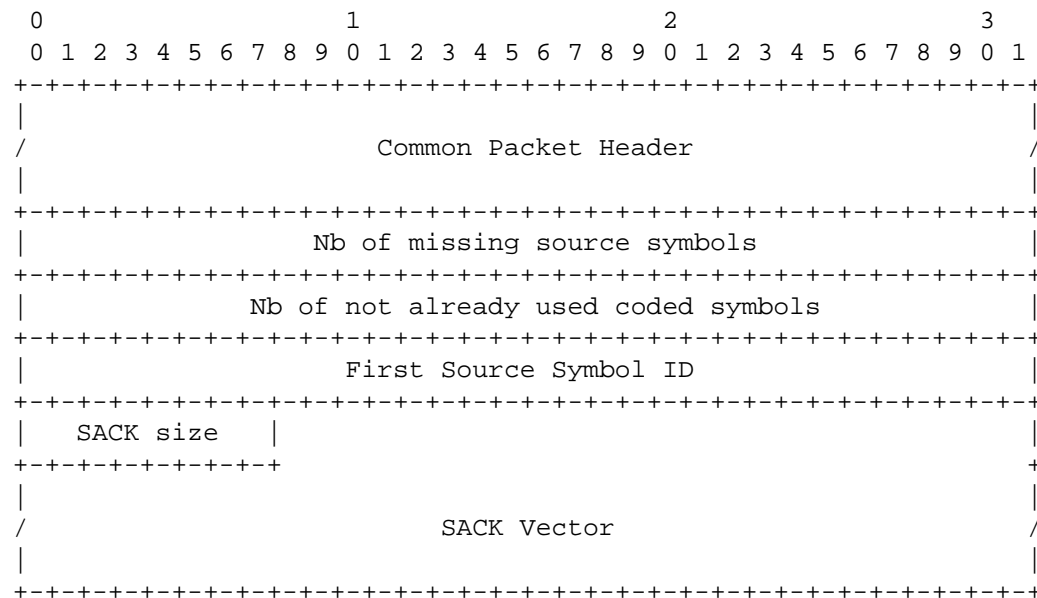 0                   1                   2                   3
 0 1 2 3 4 5 6 7 8 9 0 1 2 3 4 5 6 7 8 9 0 1 2 3 4 5 6 7 8 9 0 1
+-+-+-+-+-+-+-+-+-+-+-+-+-+-+-+-+-+-+-+-+-+-+-+-+-+-+-+-+-+-+-+-+
|                                                               |
/                      Common Packet Header                     /
|                                                               |
+-+-+-+-+-+-+-+-+-+-+-+-+-+-+-+-+-+-+-+-+-+-+-+-+-+-+-+-+-+-+-+-+
|                  Nb of missing source symbols                 |
+-+-+-+-+-+-+-+-+-+-+-+-+-+-+-+-+-+-+-+-+-+-+-+-+-+-+-+-+-+-+-+-+
|              Nb of not already used coded symbols             |
+-+-+-+-+-+-+-+-+-+-+-+-+-+-+-+-+-+-+-+-+-+-+-+-+-+-+-+-+-+-+-+-+
|                    First Source Symbol ID                     |
+-+-+-+-+-+-+-+-+-+-+-+-+-+-+-+-+-+-+-+-+-+-+-+-+-+-+-+-+-+-+-+-+
|   SACK size   |                                               |
+-+-+-+-+-+-+-+-+                                               +
|                                                               |
/                          SACK Vector                          /
|                                                               |
+-+-+-+-+-+-+-+-+-+-+-+-+-+-+-+-+-+-+-+-+-+-+-+-+-+-+-+-+-+-+-+-+